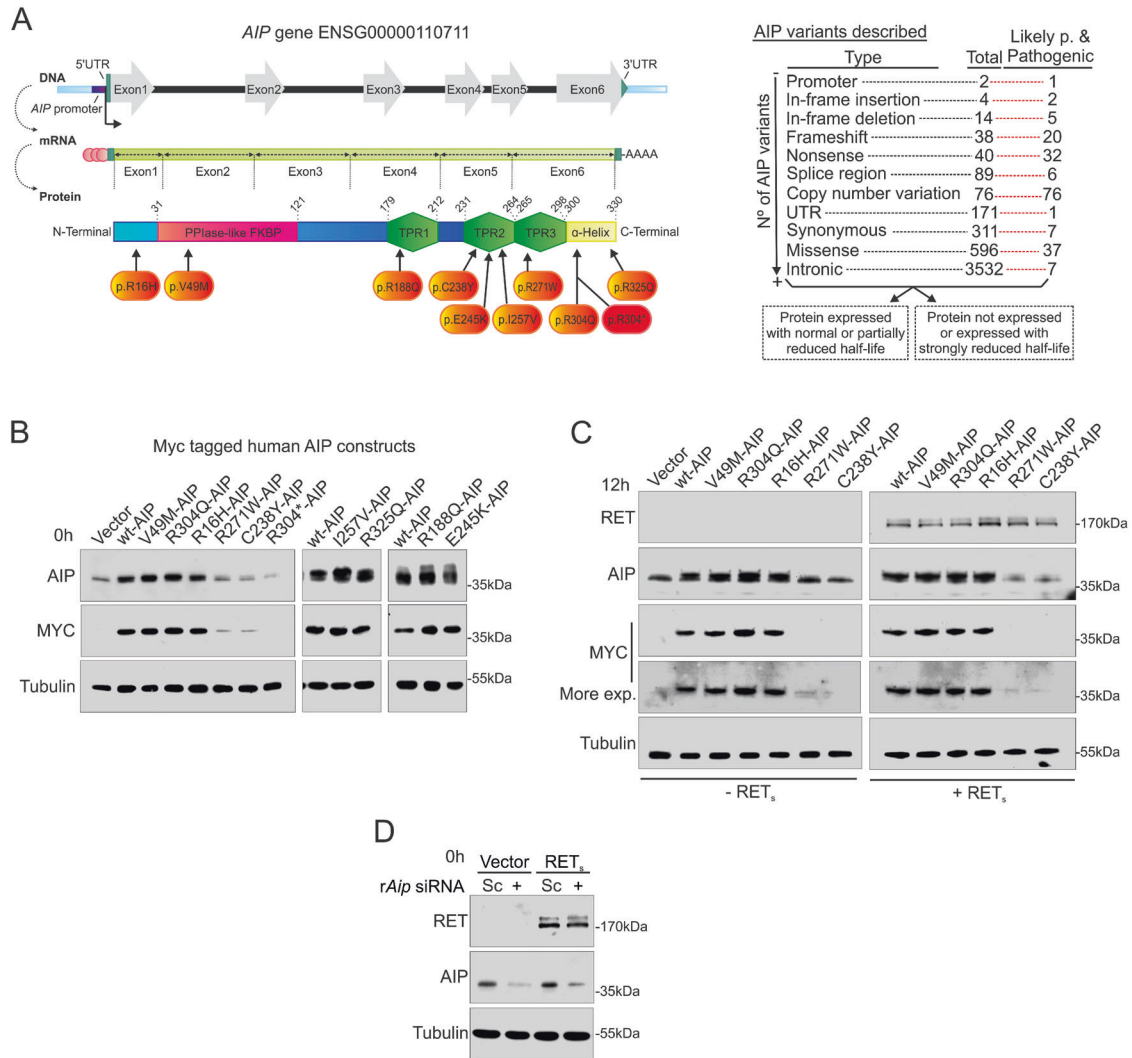 A
AIP gene ENSG00000110711
5'UTR
3'UTR
DNA
Exon1 Exon2 Exon3 Exon4 Exon5 Exon6
AIP promoter
mRNA
-AAAA
Exon1 Exon2 Exon3 Exon4 Exon5 Exon6
Protein
31 121 179 212 231 264 265 298 300 330
N-Terminal PPIase-like FKBP TPR1 TPR2 TPR3 α-Helix C-Terminal
p.R16H p.V49M p.R188Q p.C238Y p.R271W p.R325Q
p.E245K p.I257V p.R304Q p.R304*
AIP variants described
Likely p. & Pathogenic
Type Total
Nº of AIP variants
-
+
Promoter 2 1
In-frame insertion 4 2
In-frame deletion 14 5
Frameshift 38 20
Nonsense 40 32
Splice region 89 6
Copy number variation 76 76
UTR 171 1
Synonymous 311 7
Missense 596 37
Intronic 3532 7
Protein expressed with normal or partially reduced half-life
Protein not expressed or expressed with strongly reduced half-life
B
Myc tagged human AIP constructs
0h
Vector wt-AIP V49M-AIP R304Q-AIP R16H-AIP R271W-AIP C238Y-AIP R304*-AIP
wt-AIP I257V-AIP R325Q-AIP
wt-AIP R188Q-AIP E245K-AIP
AIP -35kDa
MYC -35kDa
Tubulin -55kDa
C
12h
Vector wt-AIP V49M-AIP R304Q-AIP R16H-AIP R271W-AIP C238Y-AIP
wt-AIP V49M-AIP R304Q-AIP R16H-AIP R271W-AIP C238Y-AIP
RET -170kDa
AIP -35kDa
MYC -35kDa
More exp. -35kDa
Tubulin -55kDa
- RETs + RETs
D
0h Vector RETs
rAip siRNA Sc + Sc +
RET -170kDa
AIP -35kDa
Tubulin -55kDa